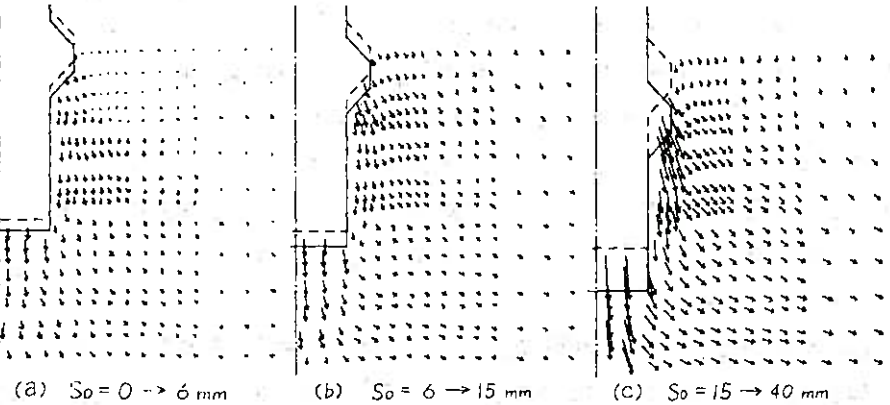 (a) So = 0 → 6 mm
(b) So = 6 → 15 mm
(c) So = 15 → 40 mm